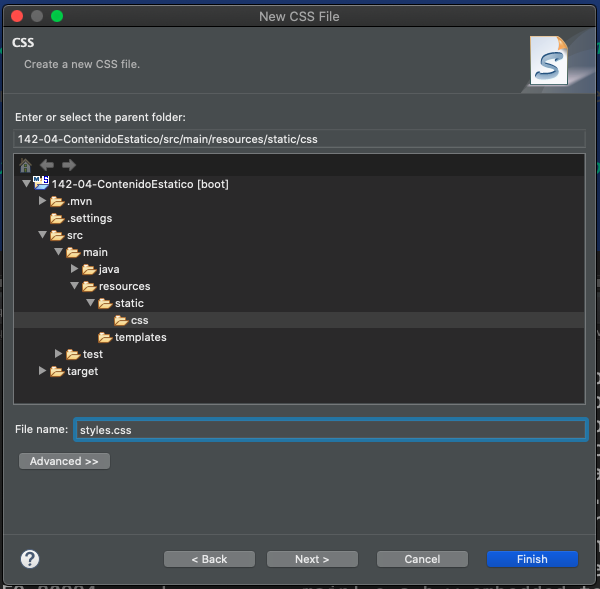 New CSS File
CSS
Create a new CSS file.
Enter or select the parent folder:
142-04-ContenidoEstatico/src/main/resources/static/css
142-04-ContenidoEstatico [boot]
.mvn
.settings
src
main
java
resources
static
css
templates
test
target
File name: styles.css
Advanced >>
? < Back Next > Cancel Finish